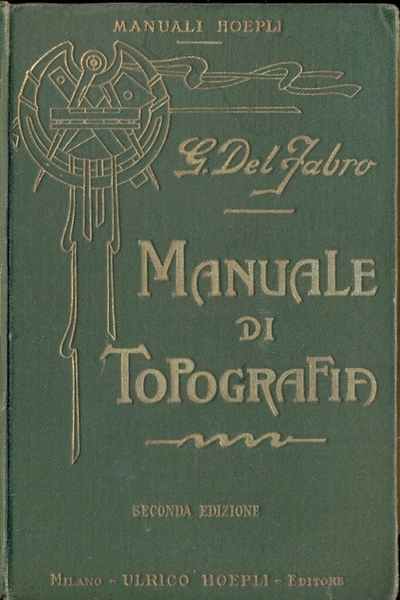 MANUALI HOEPLI
G. Del Fabro
MANUALE
DI
TOPOGRAFIA
SECONDA EDIZIONE
MILANO - ULRICO HOEPLI - EDITORE